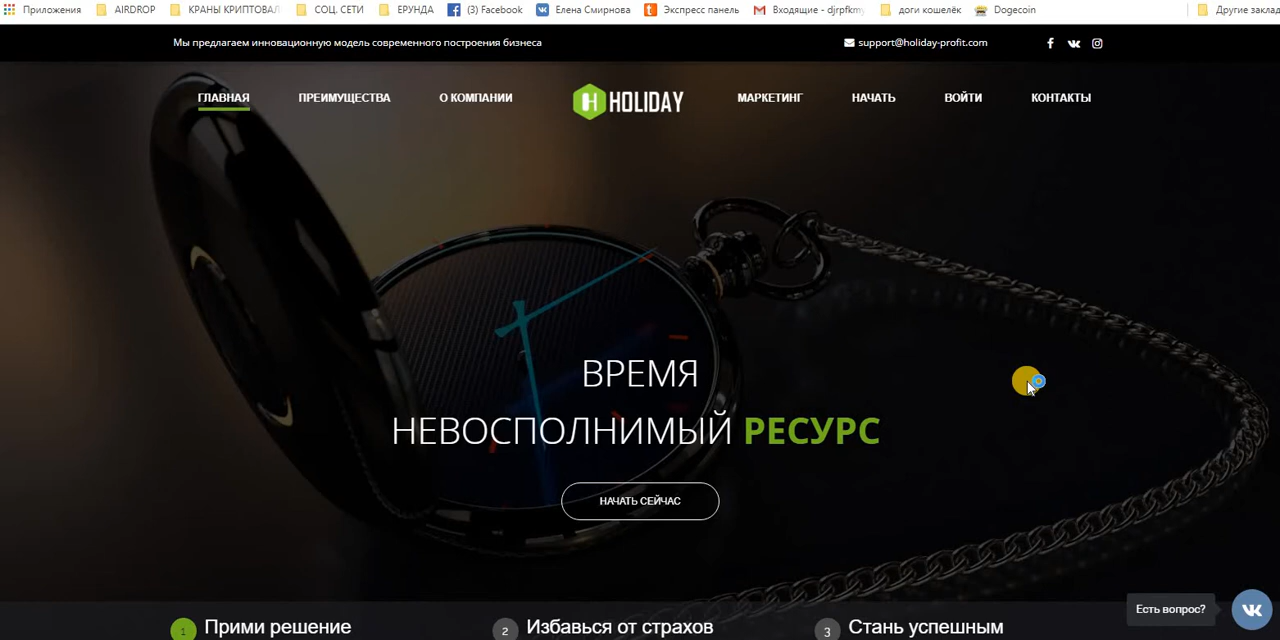 Приложения AIRDROP КРАНЫ КРИПТОВАЛ СОЦ. СЕТИ ЕРУНДА (3) Facebook Елена Смирнова Экспресс панель Входящие - djrpfkmy доги кошелёк Dogecoin Другие заклад
Мы предлагаем инновационную модель современного построения бизнеса support@holiday-profit.com
ГЛАВНАЯ ПРЕИМУЩЕСТВА О КОМПАНИИ HOLIDAY МАРКЕТИНГ НАЧАТЬ ВОЙТИ КОНТАКТЫ
ВРЕМЯ
НЕВОСПОЛНИМЫЙ РЕСУРС
НАЧАТЬ СЕЙЧАС
Есть вопрос?
1 Прими решение 2 Избавься от страхов 3 Стань успешным